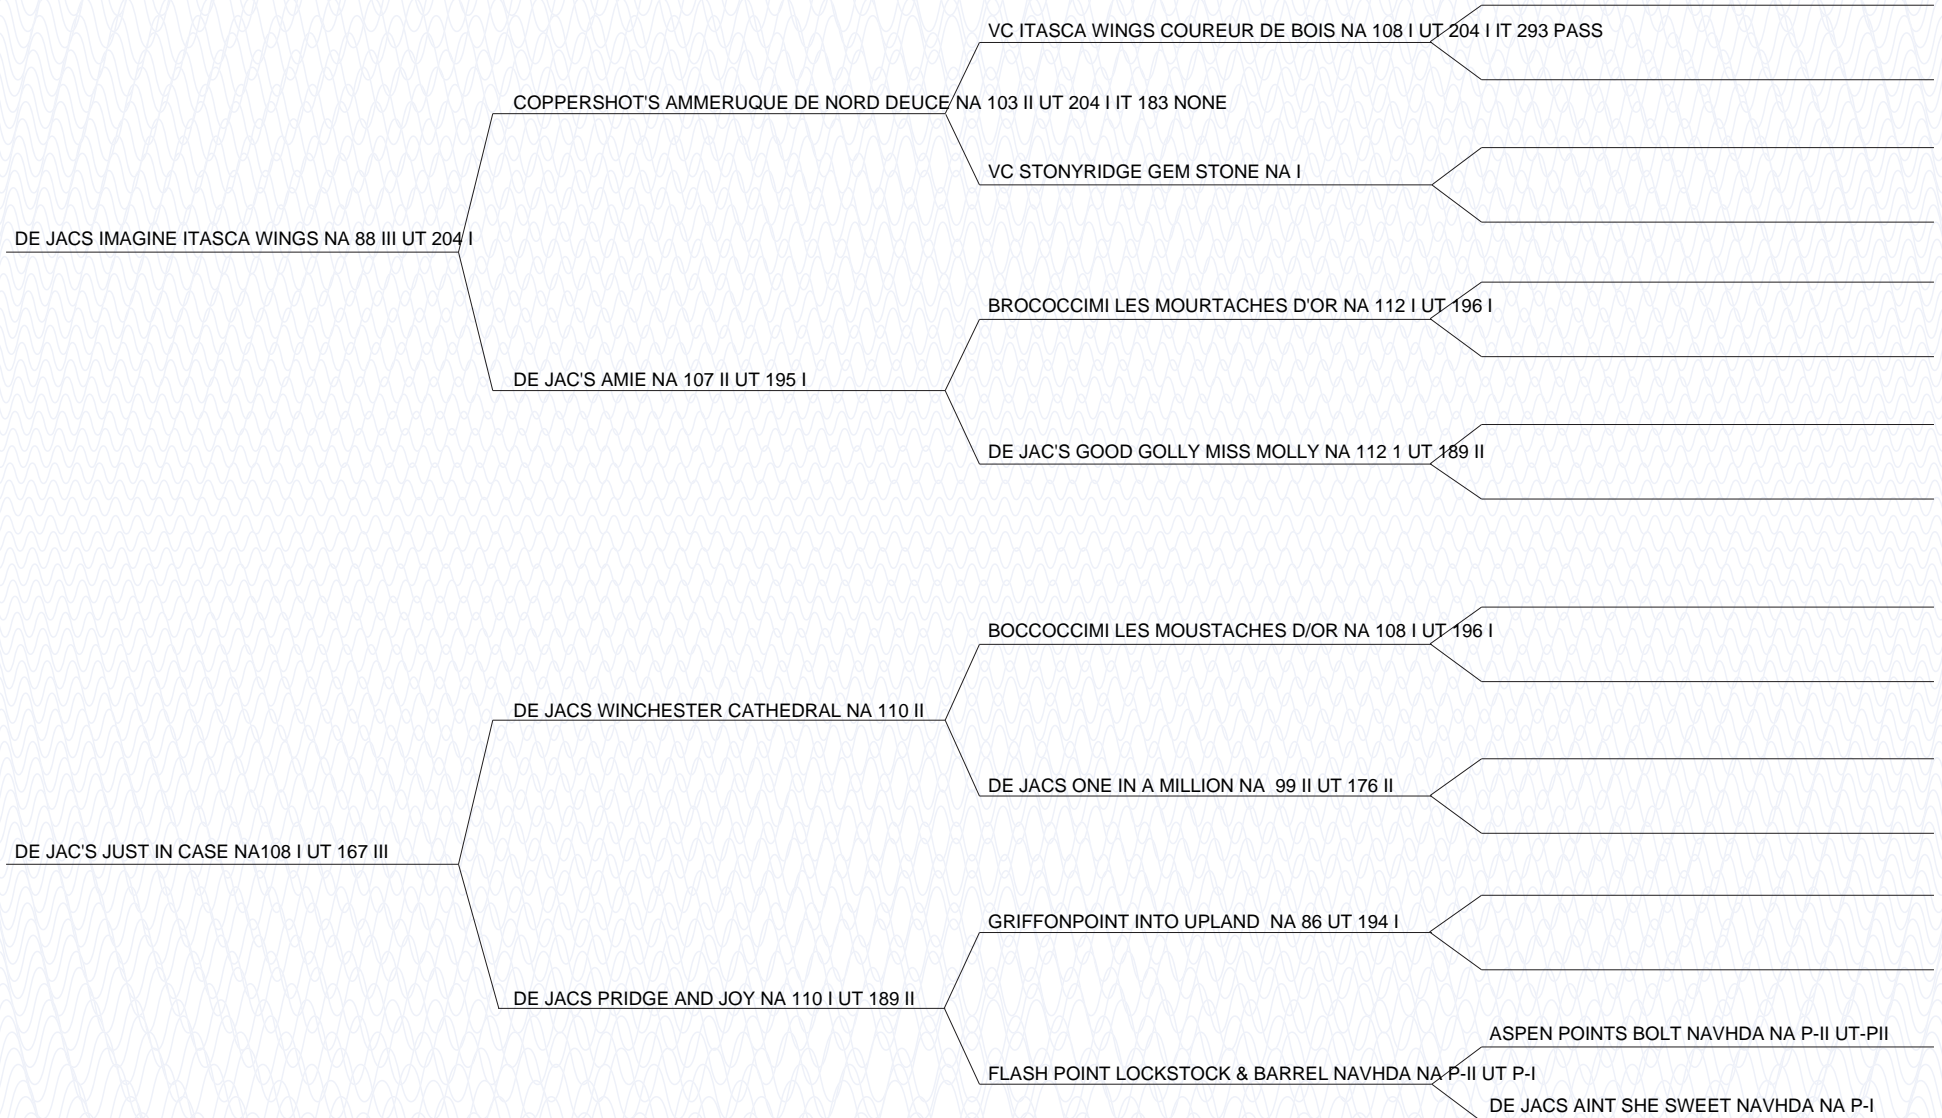 VC ITASCA WINGS COUREUR DE BOIS NA 108 I UT 204 I IT 293 PASS
COPPERSHOT'S AMMERUQUE DE NORD DEUCE NA 103 II UT 204 I IT 183 NONE
VC STONYRIDGE GEM STONE NA I
DE JACS IMAGINE ITASCA WINGS NA 88 III UT 204 I
BROCOCCIMI LES MOURTACHES D'OR NA 112 I UT 196 I
DE JAC'S AMIE NA 107 II UT 195 I
DE JAC'S GOOD GOLLY MISS MOLLY NA 112 1 UT 189 II
BOCCOCCIMI LES MOUSTACHES D/OR NA 108 I UT 196 I
DE JACS WINCHESTER CATHEDRAL NA 110 II
DE JACS ONE IN A MILLION NA  99 II UT 176 II
DE JAC'S JUST IN CASE NA108 I UT 167 III
GRIFFONPOINT INTO UPLAND  NA 86 UT 194 I
DE JACS PRIDGE AND JOY NA 110 I UT 189 II
ASPEN POINTS BOLT NAVHDA NA P-II UT-PII
FLASH POINT LOCKSTOCK & BARREL NAVHDA NA P-II UT P-I
DE JACS AINT SHE SWEET NAVHDA NA P-I